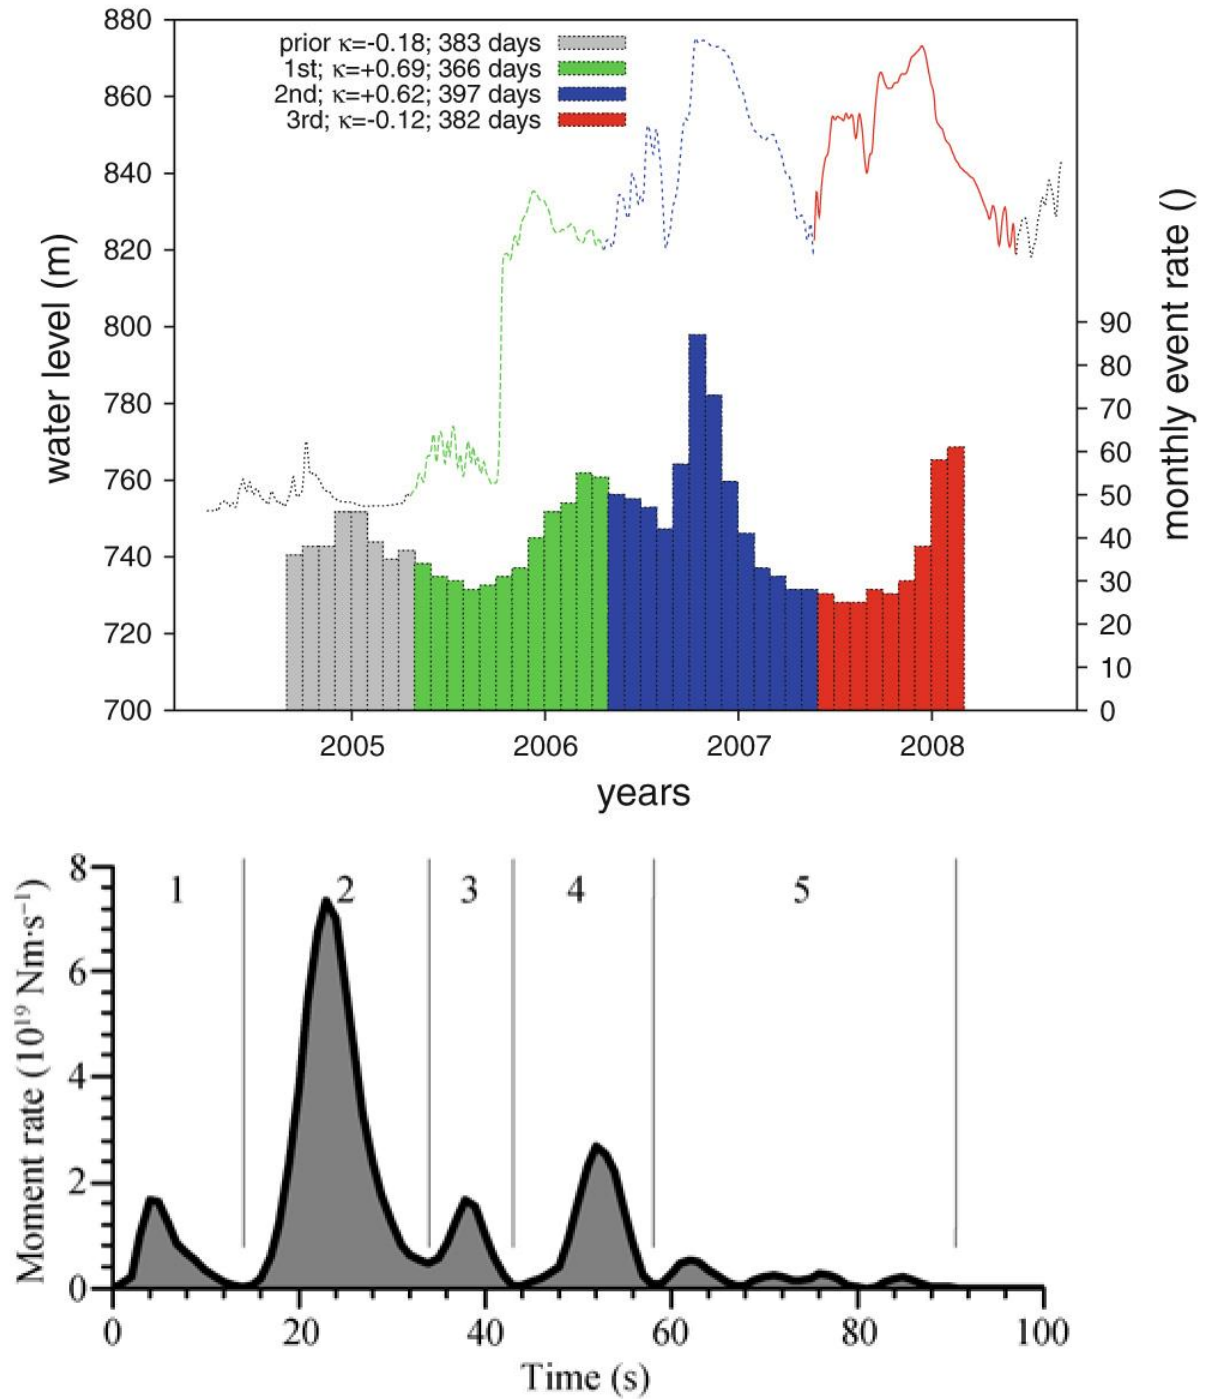 880
860
840
820
800
780
760
740
720
700
water level (m)
prior κ=-0.18; 383 days
1st; κ=+0.69; 366 days
2nd; κ=+0.62; 397 days
3rd; κ=-0.12; 382 days
90
80
70
60
50
40
30
20
10
0
monthly event rate ()
2005 2006 2007 2008
years
8
6
4
2
0
Moment rate (10¹⁹ Nm·s⁻¹)
1 2 3 4 5
0 20 40 60 80 100
Time (s)